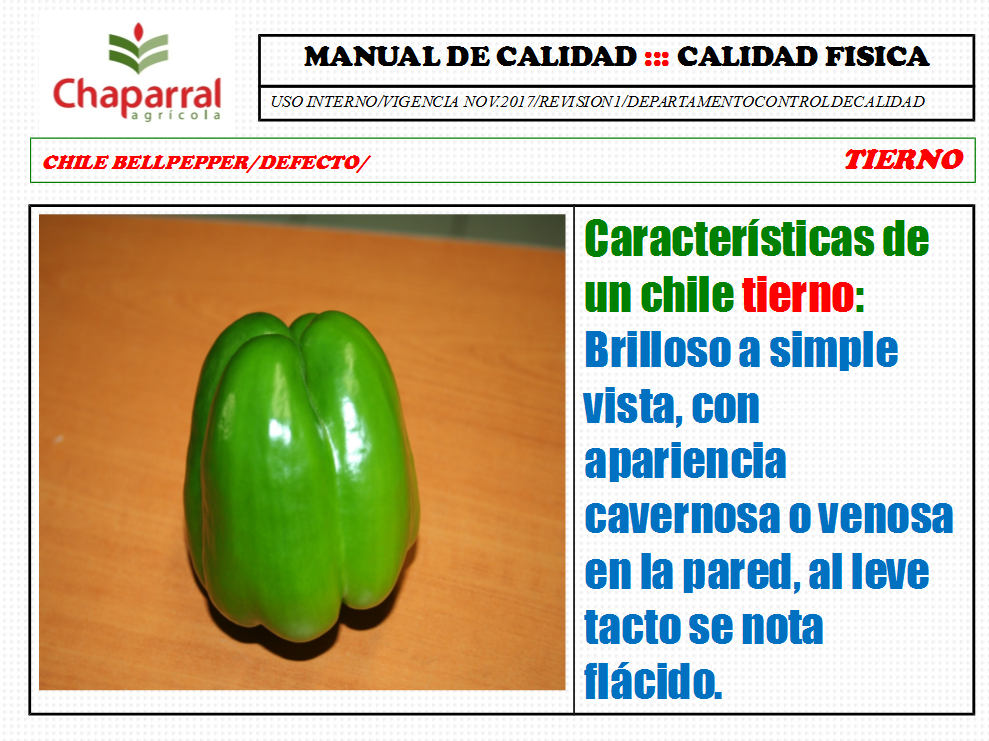 Chaparral
agrícola
MANUAL DE CALIDAD ::: CALIDAD FISICA
USO INTERNO/VIGENCIA NOV.2017/REVISION1/DEPARTAMENTOCONTROLDECALIDAD
CHILE BELLPEPPER/DEFECTO/ TIERNO
Características de
un chile tierno:
Brilloso a simple
vista, con
apariencia
cavernosa o venosa
en la pared, al leve
tacto se nota
flácido.